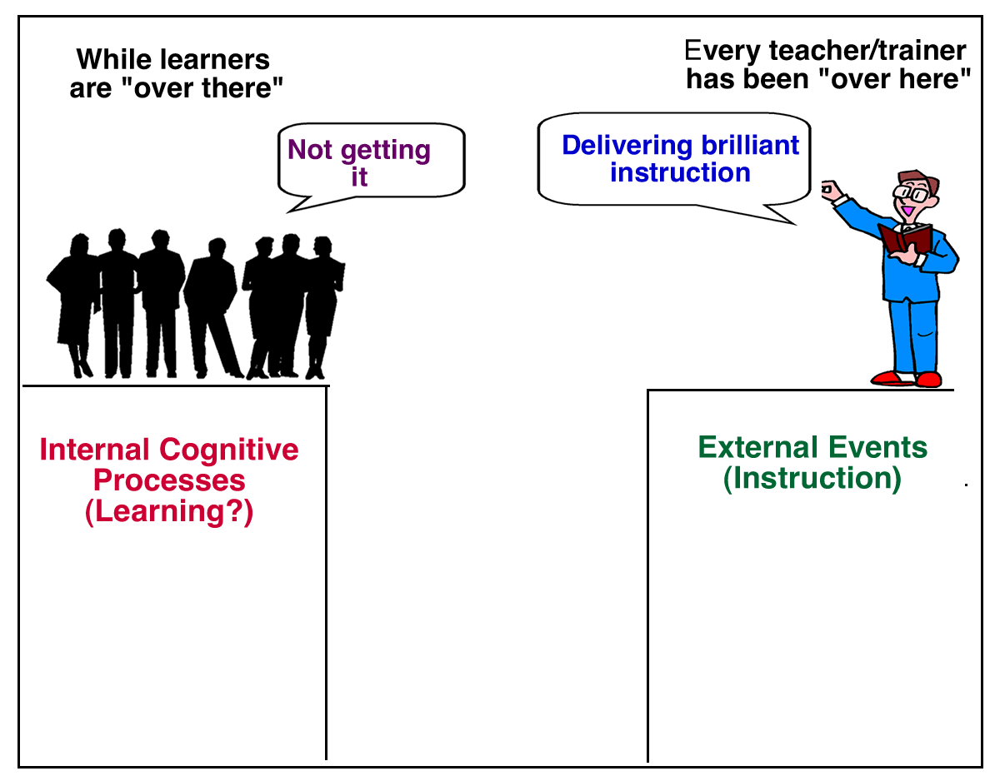 While learners
are "over there"
Every teacher/trainer
has been "over here"
Not getting
it
Delivering brilliant
instruction
Internal Cognitive
Processes
(Learning?)
External Events
(Instruction)